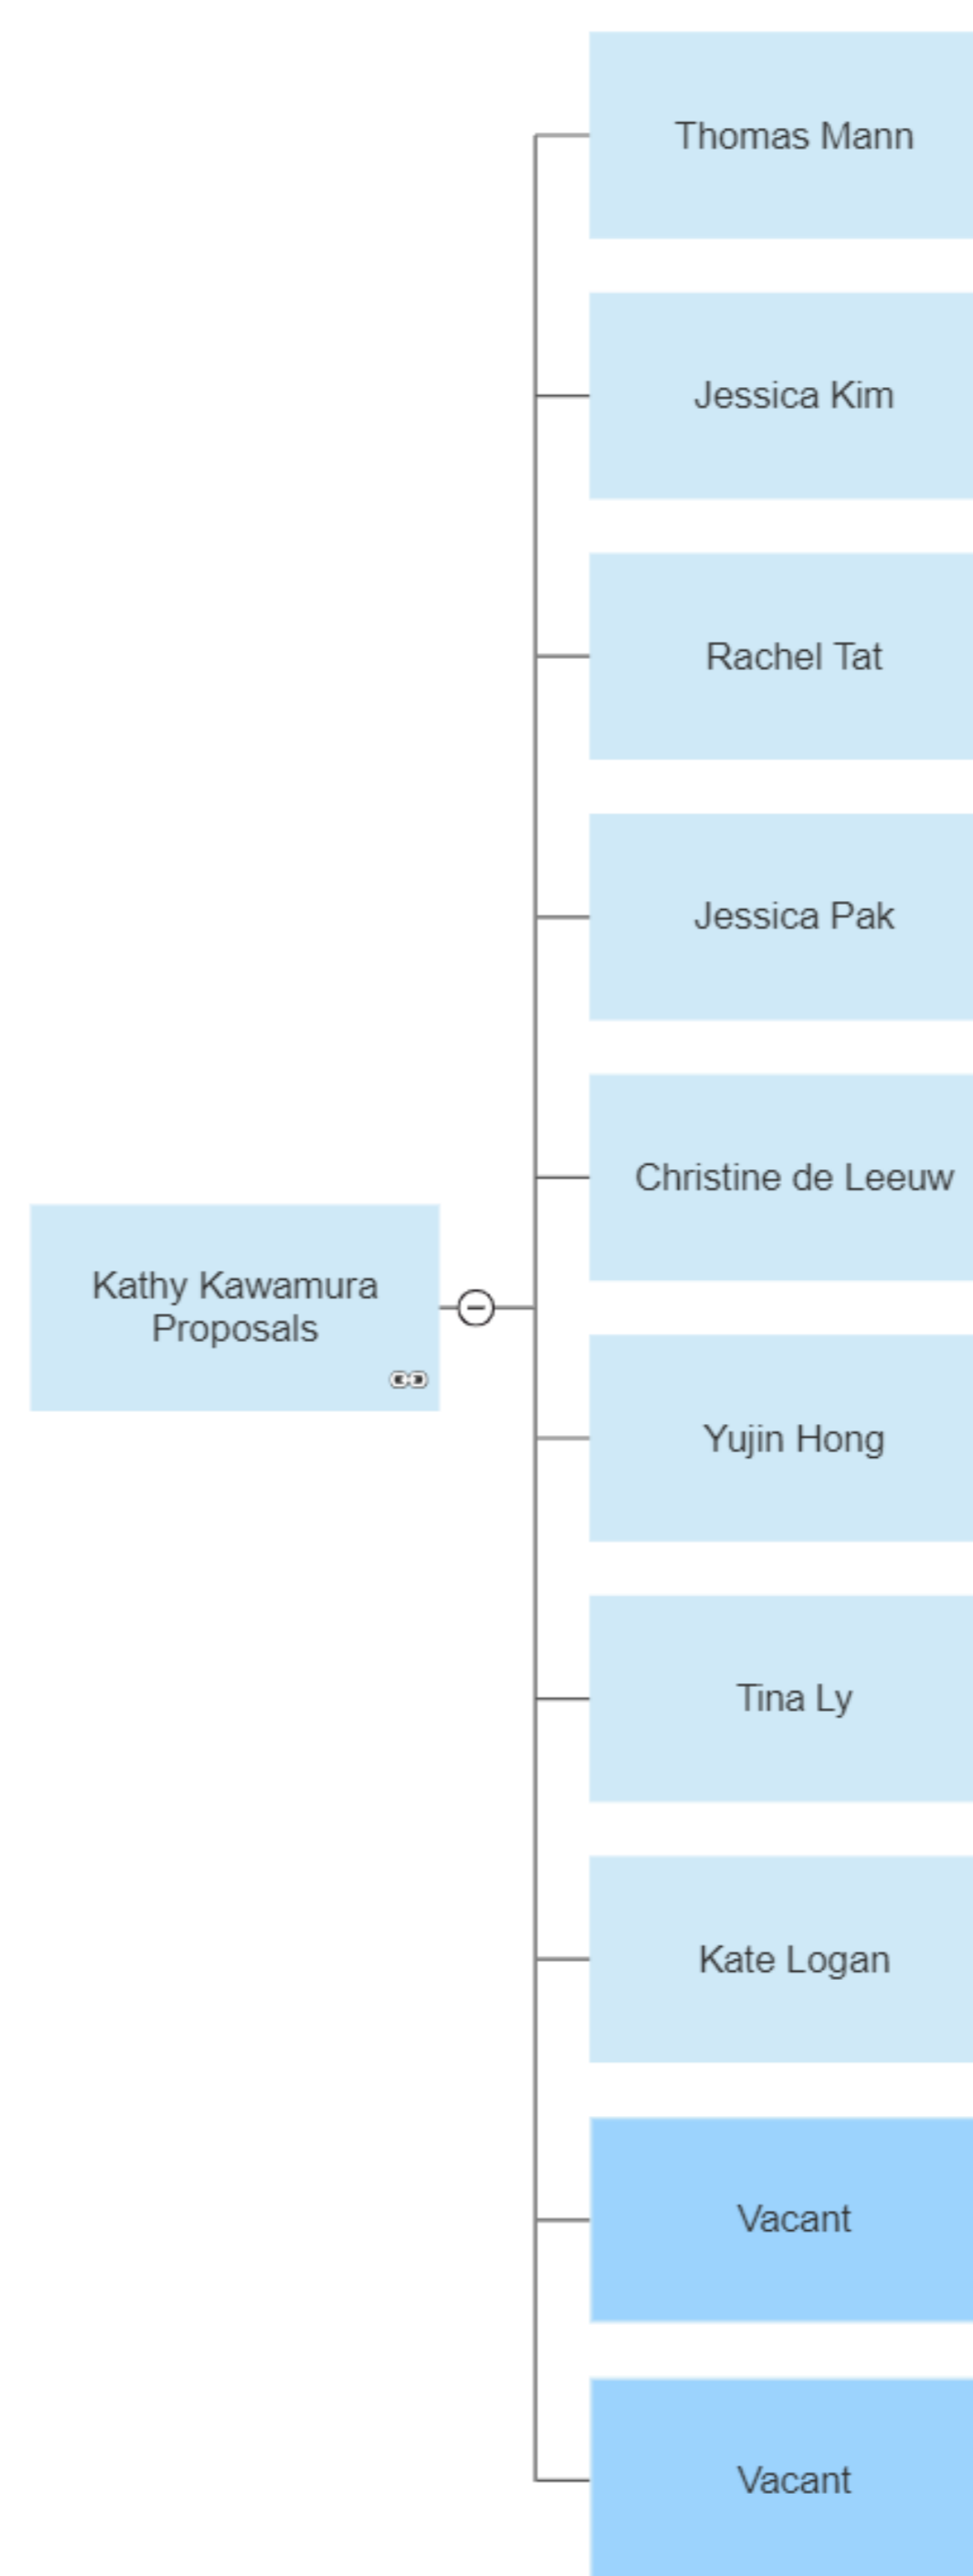 Thomas Mann
Jessica Kim
Rachel Tat
Jessica Pak
Christine de Leeuw
Kathy Kawamura
Proposals
Yujin Hong
Tina Ly
Kate Logan
Vacant
Vacant